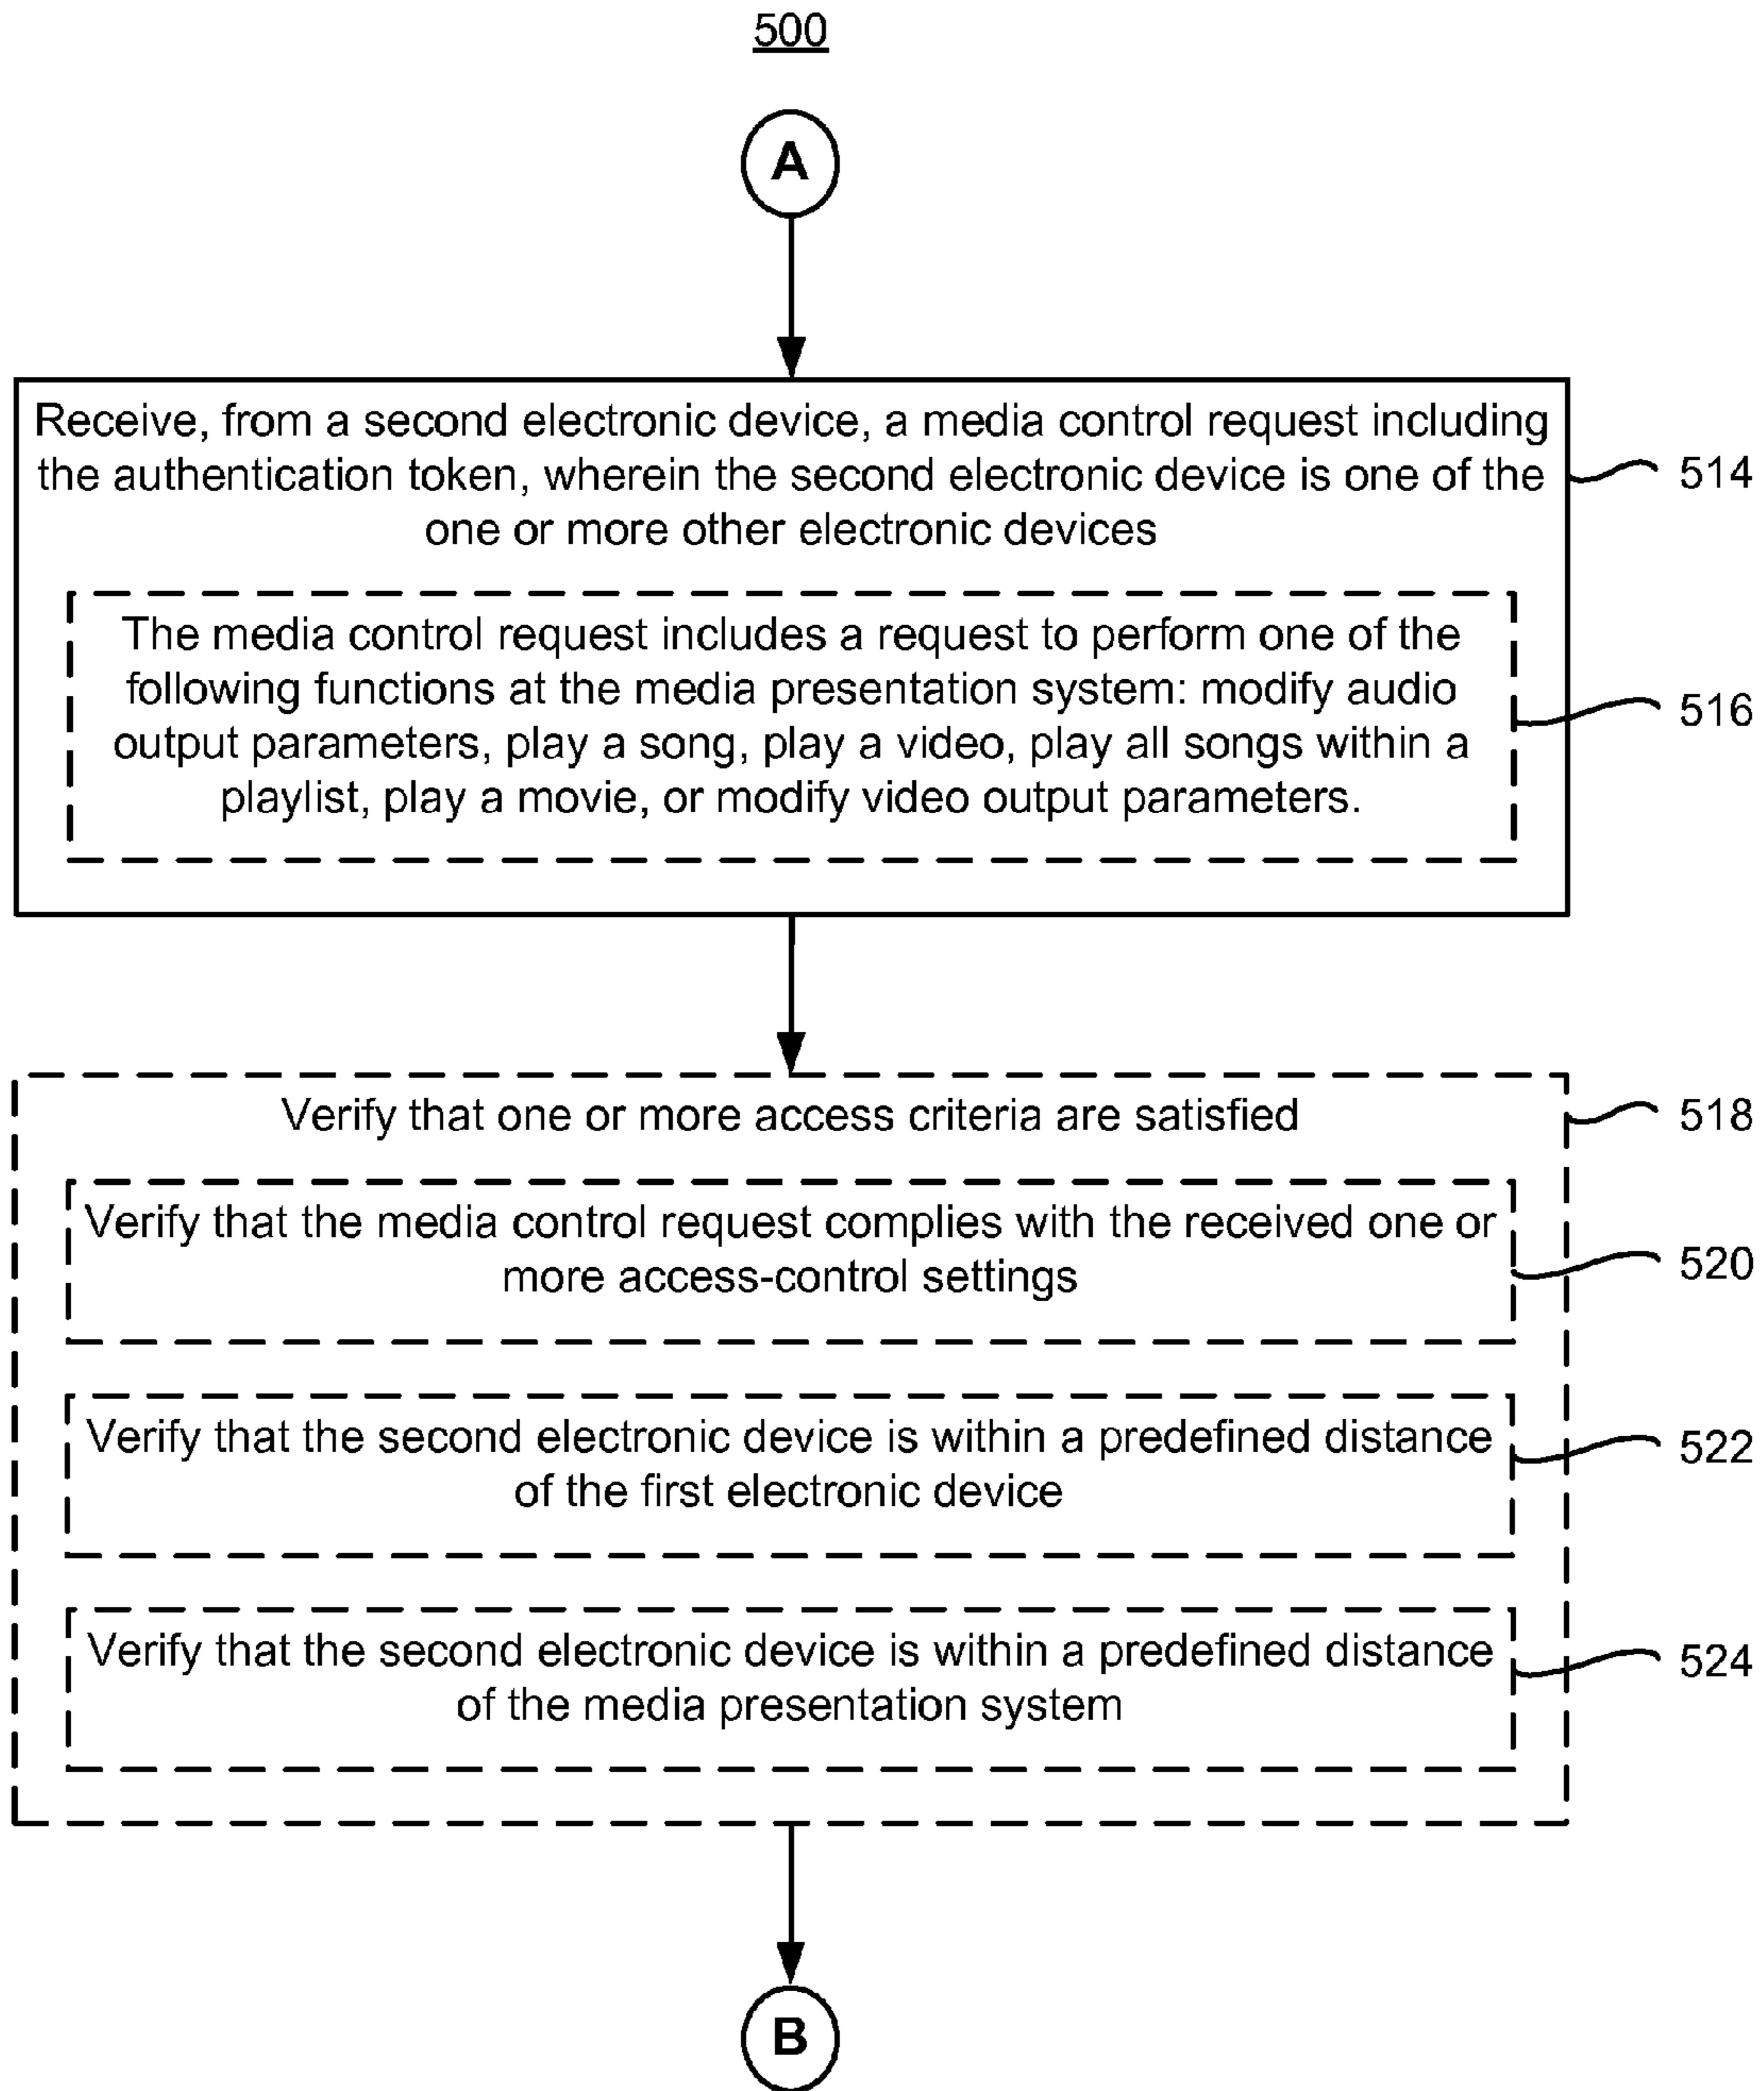 500
A
Receive, from a second electronic device, a media control request including
the authentication token, wherein the second electronic device is one of the
one or more other electronic devices
514
The media control request includes a request to perform one of the
following functions at the media presentation system: modify audio
output parameters, play a song, play a video, play all songs within a
playlist, play a movie, or modify video output parameters.
516
Verify that one or more access criteria are satisfied
518
Verify that the media control request complies with the received one or
more access-control settings
520
Verify that the second electronic device is within a predefined distance
of the first electronic device
522
Verify that the second electronic device is within a predefined distance
of the media presentation system
524
B